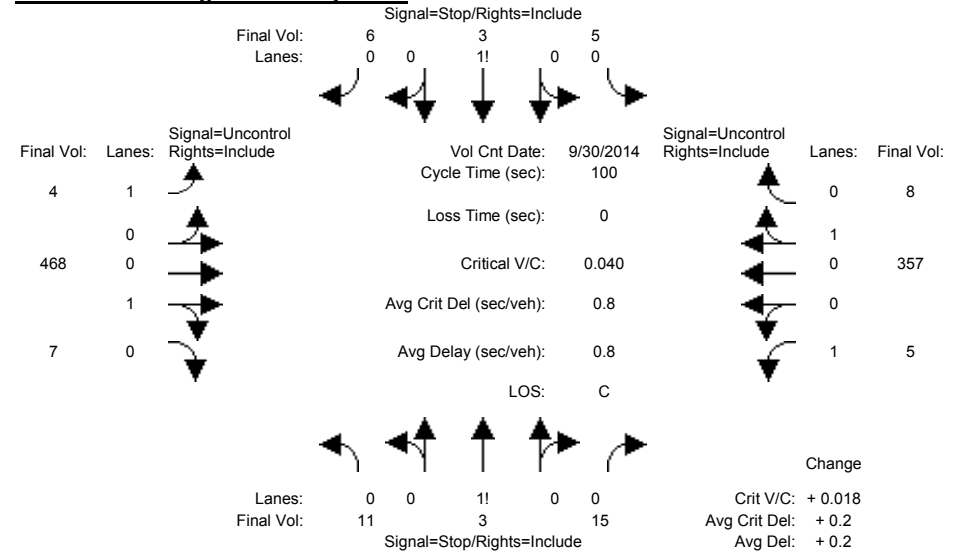 Signal=Stop/Rights=Include
Final Vol: 6 3 5
Lanes: 0 0 1! 0 0
Signal=Uncontrol Signal=Uncontrol
Final Vol: Lanes: Rights=Include Vol Cnt Date: 9/30/2014 Rights=Include Lanes: Final Vol:
Cycle Time (sec): 100
4 1 0 8
Loss Time (sec): 0
0 1
468 0 Critical V/C: 0.040 0 357
1 Avg Crit Del (sec/veh): 0.8 0
7 0 Avg Delay (sec/veh): 0.8 1 5
LOS: C
Change
Lanes: 0 0 1! 0 0 Crit V/C: + 0.018
Final Vol: 11 3 15 Avg Crit Del: + 0.2
Signal=Stop/Rights=Include Avg Del: + 0.2